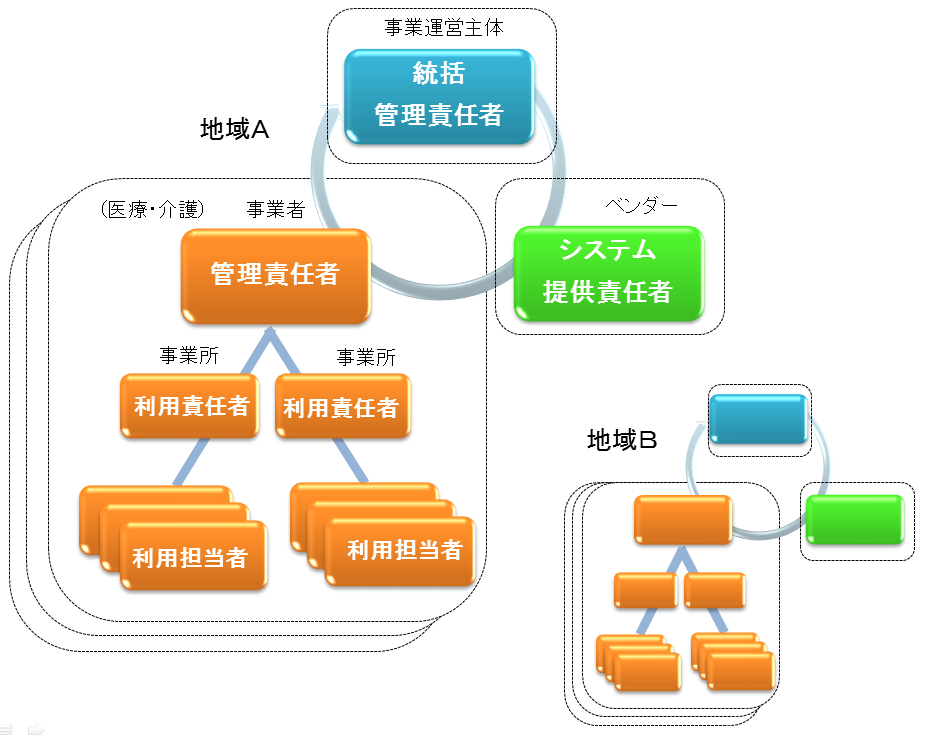 事業運営主体
統括
管理責任者
地域A
(医療・介護) 事業者
管理責任者
ベンダー
システム
提供責任者
事業所
事業所
利用責任者
利用責任者
利用担当者
利用担当者
地域B